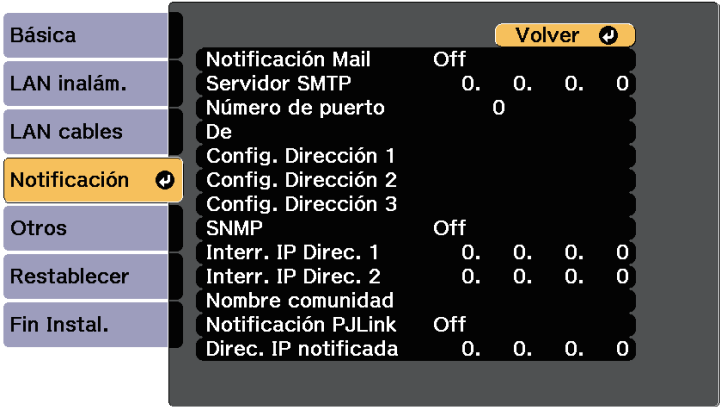 Básica
LAN inalám.
LAN cables
Notificación
Otros
Restablecer
Fin Instal.
Volver
Notificación Mail Off
Servidor SMTP 0. 0. 0. 0
Número de puerto 0
De
Config. Dirección 1
Config. Dirección 2
Config. Dirección 3
SNMP Off
Interr. IP Direc. 1 0. 0. 0. 0
Interr. IP Direc. 2 0. 0. 0. 0
Nombre comunidad
Notificación PJLink Off
Direc. IP notificada 0. 0. 0. 0